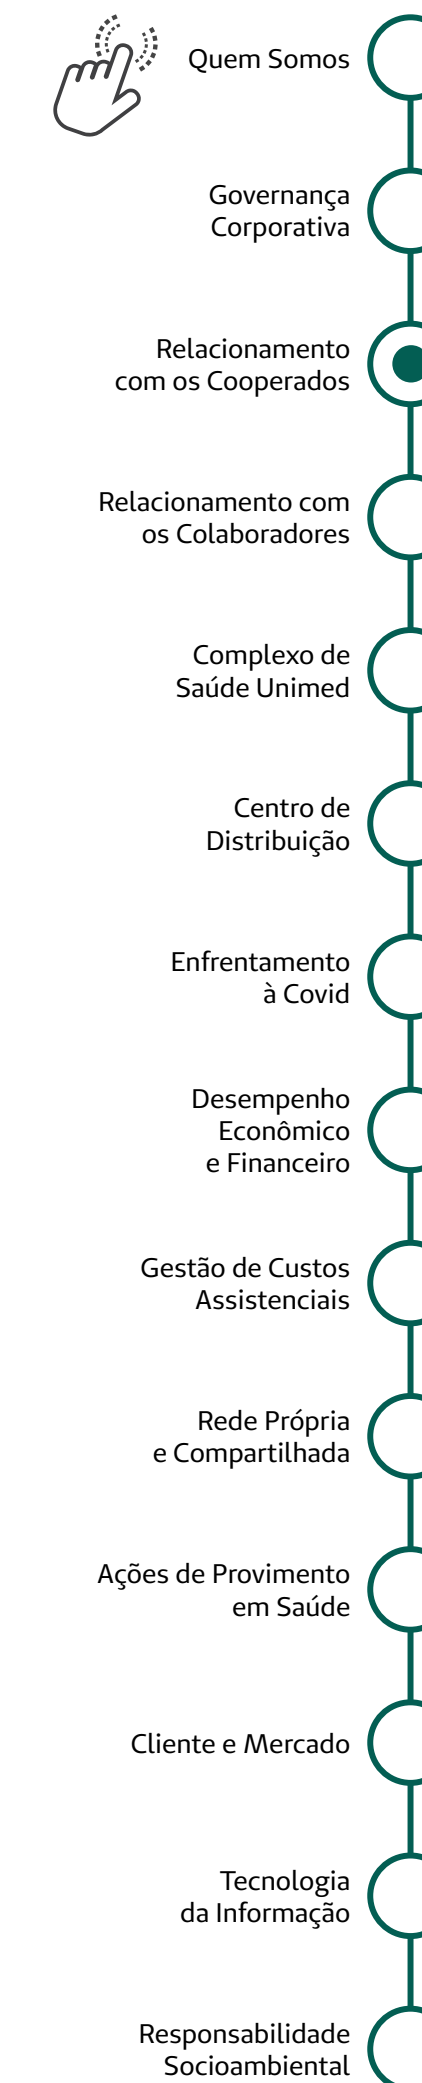 Quem Somos
Governança
Corporativa
Relacionamento
com os Cooperados
Relacionamento com
os Colaboradores
Complexo de
Saúde Unimed
Centro de
Distribuição
Enfrentamento
à Covid
Desempenho
Econômico
e Financeiro
Gestão de Custos
Assistenciais
Rede Própria
e Compartilhada
Ações de Provimento
em Saúde
Cliente e Mercado
Tecnologia
da Informação
Responsabilidade
Socioambiental